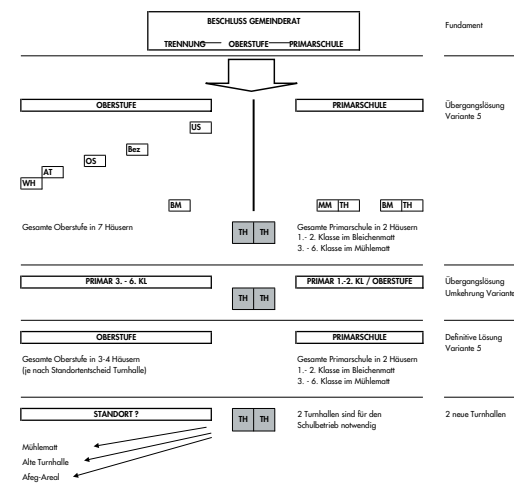 BESCHLUSS GEMEINDERAT
TRENNUNG OBERSTUFE PRIMARSCHULE
Fundament
OBERSTUFE
PRIMARSCHULE
Übergangslösung
Variante 5
US
Bez
OS
AT
WH
BM
MM TH
BM TH
Gesamte Oberstufe in 7 Häusern
TH TH
Gesamte Primarschule in 2 Häusern
1.- 2. Klasse im Bleichenmatt
3. - 6. Klasse im Mühlematt
PRIMAR 3. - 6. KL
TH TH
PRIMAR 1.-2. KL / OBERSTUFE
Übergangslösung
Umkehrung Variante
OBERSTUFE
PRIMARSCHULE
Definitive Lösung
Variante 5
Gesamte Oberstufe in 3-4 Häusern
(je nach Standortentscheid Turnhalle)
Gesamte Primarschule in 2 Häusern
1.- 2. Klasse im Bleichenmatt
3. - 6. Klasse im Mühlematt
STANDORT ?
TH TH
2 Turnhallen sind für den
Schulbetrieb notwendig
2 neue Turnhallen
Mühlematt
Alte Turnhalle
Afeg-Areal